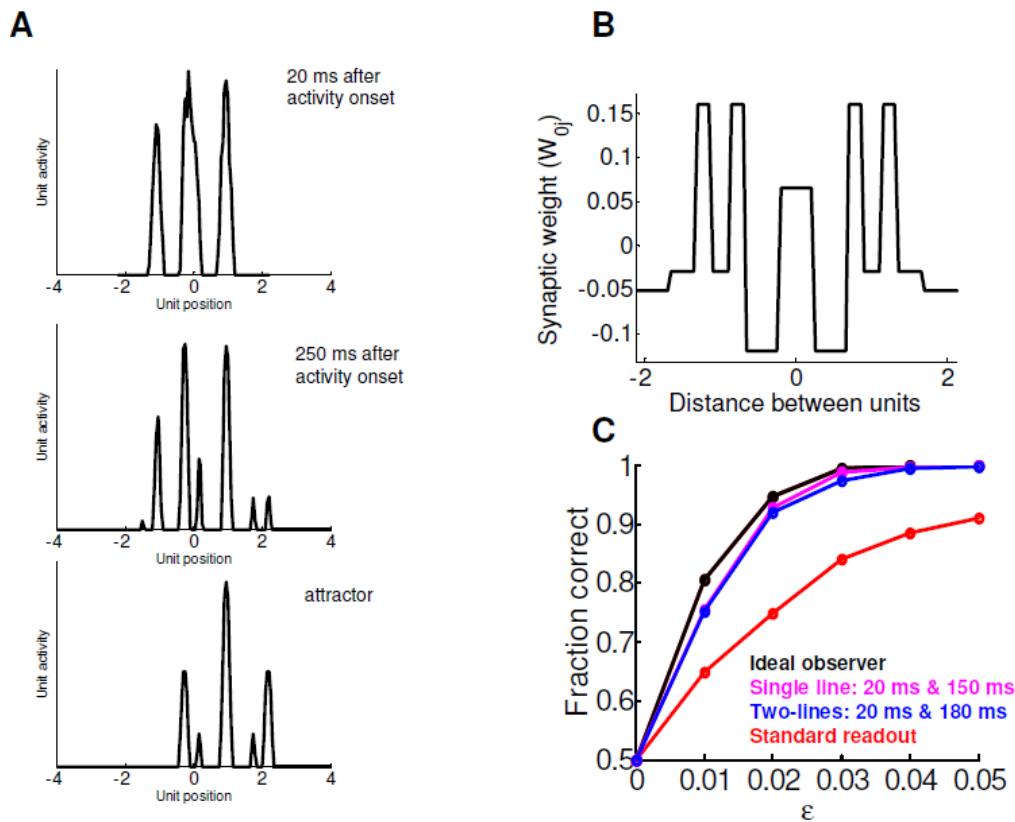 A
20 ms after
activity onset
Unit activity
-4 -2 0 2 4
Unit position
250 ms after
activity onset
Unit activity
-4 -2 0 2 4
Unit position
attractor
Unit activity
-4 -2 0 2 4
Unit position
B
Synaptic weight (W0j)
0.15
0.1
0.05
0
-0.05
-0.1
-2 0 2
Distance between units
C
Fraction correct
1
0.9
0.8
0.7
0.6
0.5
Ideal observer
Single line: 20 ms & 150 ms
Two-lines: 20 ms & 180 ms
Standard readout
0 0.01 0.02 0.03 0.04 0.05
ε